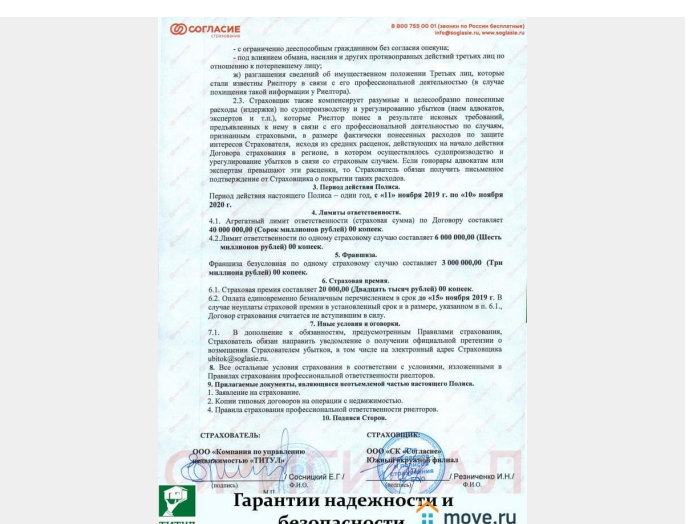 СОГЛАСИЕ
СТРАХОВАНИЕ
8 800 755 00 01 (звонки по России бесплатные)
info@soglasie.ru, www.soglasie.ru
- с ограниченно дееспособным гражданином без согласия опекуна;
- под влиянием обмана, насилия и других противоправных действий третьих лиц по
отношению к потерпевшему лицу;
ж) разглашения сведений об имущественном положении Третьих лиц, которые
стали известны Риелтору в связи с его профессиональной деятельностью (в случае
похищения такой информации у Риелтора).
2.3. Страховщик также компенсирует разумные и целесообразно понесенные
расходы (издержки) по судопроизводству и урегулированию убытков (наем адвокатов,
экспертов и т.п.), которые Риелтор понес в результате исковых требований,
предъявленных к нему в связи с его профессиональной деятельностью по случаям,
признанным страховыми, в размере фактически понесенных расходов по защите
интересов Страхователя, исходя из средних расценок, действующих на начало действия
Договора страхования в регионе, в котором осуществлялось судопроизводство и
урегулирование убытков в связи со страховым случаем. Если гонорары адвокатам или
экспертам превышают эти расценки, то Страхователь обязан получить письменное
подтверждение от Страховщика о покрытии таких расходов.
3. Период действия Полиса.
Период действия настоящего Полиса – один год, с «11» ноября 2019 г. по «10» ноября
2020 г.
4. Лимиты ответственности.
4.1. Агрегатный лимит ответственности (страховая сумма) по Договору составляет
40 000 000,00 (Сорок миллионов рублей) 00 копеек.
4.2.Лимит ответственности по одному страховому случаю составляет 6 000 000,00 (Шесть
миллионов рублей) 00 копеек.
5. Франшиза.
Франшиза безусловная по одному страховому случаю составляет 3 000 000,00 (Три
миллиона рублей) 00 копеек.
6. Страховая премия.
6.1. Страховая премия составляет 20 000,00 (Двадцать тысяч рублей) 00 копеек.
6.2. Оплата единовременно безналичным перечислением в срок до «15» ноября 2019 г. В
случае неуплаты страховой премии в установленный срок и в размере, указанном в п. 6.1.,
Договор страхования считается не вступившим в силу.
7. Иные условия и оговорки.
7.1. В дополнение к обязанностям, предусмотренным Правилами страхования,
Страхователь обязан направить уведомление о получении официальной претензии о
возмещении Страхователем убытков, в том числе на электронный адрес Страховщика
ubitok@soglasie.ru.
8. Все остальные условия страхования в соответствии с условиями, изложенными в
Правилах страхования профессиональной ответственности риелторов.
9. Прилагаемые документы, являющиеся неотъемлемой частью настоящего Полиса.
1. Заявление на страхование.
2. Копии типовых договоров на операции с недвижимостью.
4. Правила страхования профессиональной ответственности риелторов.
10. Подписи Сторон.
СТРАХОВАТЕЛЬ: СТРАХОВЩИК:
ООО «Компания по управлению ООО «СК «Согласие»
недвижимостью «ТИТУЛ» Южный окружной филиал
/ Сосницкий Е.Г / / Резниченко И.Н./
(подпись) Ф.И.О. (подпись) Ф.И.О.
М.П.
Гарантии надежности и
безопасности
ТИТУЛ
move.ru